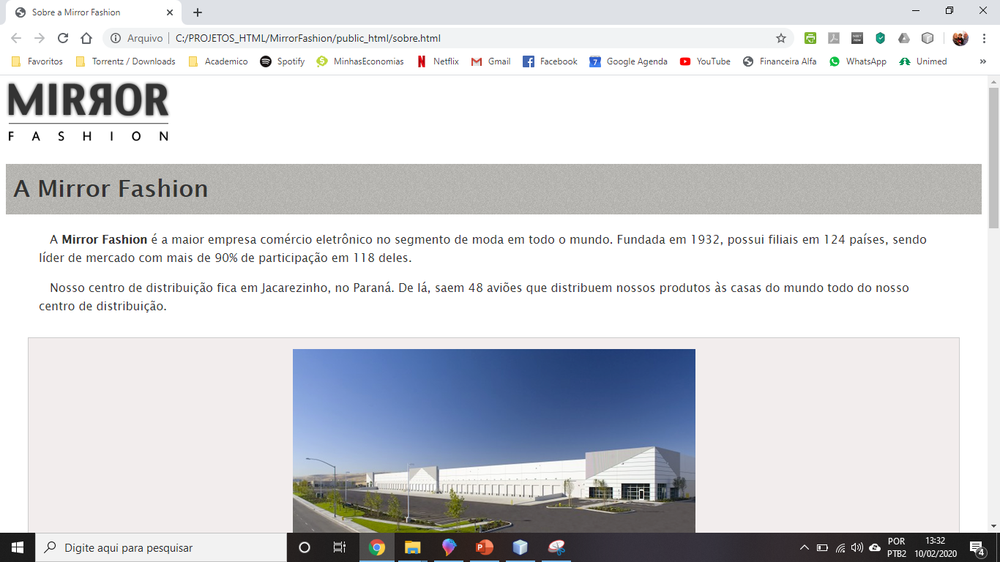 Sobre a Mirror Fashion
Arquivo C:/PROJETOS_HTML/MirrorFashion/public_html/sobre.html
Favoritos Torrentz / Downloads Academico Spotify MinhasEconomias Netflix Gmail Facebook 7 Google Agenda YouTube Financeira Alfa WhatsApp Unimed »
MIRROR
FASHION
A Mirror Fashion
A Mirror Fashion é a maior empresa comércio eletrônico no segmento de moda em todo o mundo. Fundada em 1932, possui filiais em 124 países, sendo
líder de mercado com mais de 90% de participação em 118 deles.
Nosso centro de distribuição fica em Jacarezinho, no Paraná. De lá, saem 48 aviões que distribuem nossos produtos às casas do mundo todo do nosso
centro de distribuição.
Digite aqui para pesquisar
POR 13:32
PTB2 10/02/2020 4